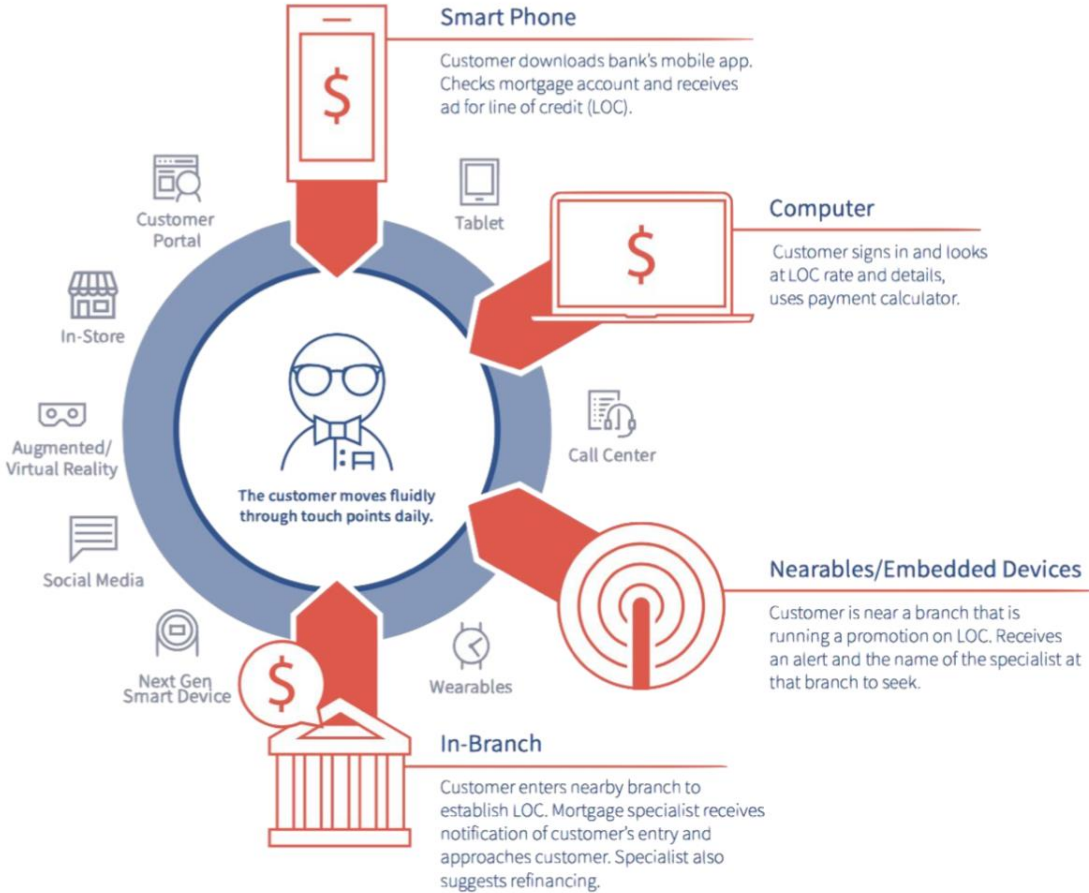 Smart Phone
Customer downloads bank's mobile app.
Checks mortgage account and receives
ad for line of credit (LOC).
$
Customer
Portal
Tablet
Computer
Customer signs in and looks
at LOC rate and details,
uses payment calculator.
$
In-Store
Augmented/
Virtual Reality
Call Center
The customer moves fluidly
through touch points daily.
Social Media
Nearables/Embedded Devices
Customer is near a branch that is
running a promotion on LOC. Receives
an alert and the name of the specialist at
that branch to seek.
Next Gen
Smart Device
$
Wearables
In-Branch
Customer enters nearby branch to
establish LOC. Mortgage specialist receives
notification of customer's entry and
approaches customer. Specialist also
suggests refinancing.